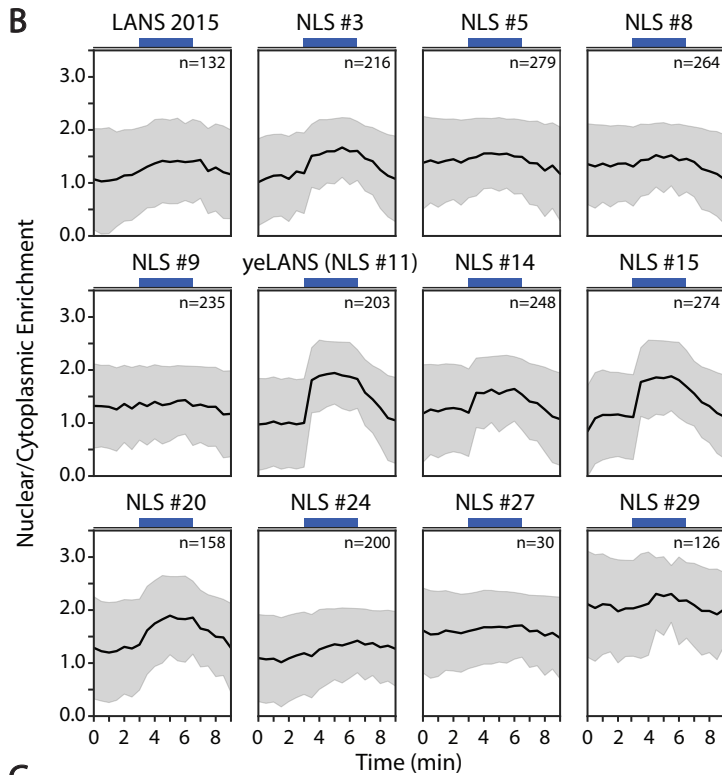 B
LANS 2015 NLS #3 NLS #5 NLS #8
n=132 n=216 n=279 n=264
3.0
2.0
1.0
0.0
NLS #9 yeLANS (NLS #11) NLS #14 NLS #15
n=235 n=203 n=248 n=274
3.0
2.0
1.0
0.0
Nuclear/Cytoplasmic Enrichment
NLS #20 NLS #24 NLS #27 NLS #29
n=158 n=200 n=30 n=126
3.0
2.0
1.0
0.0
0 2 4 6 8 0 2 4 6 8 0 2 4 6 8 0 2 4 6 8
Time (min)